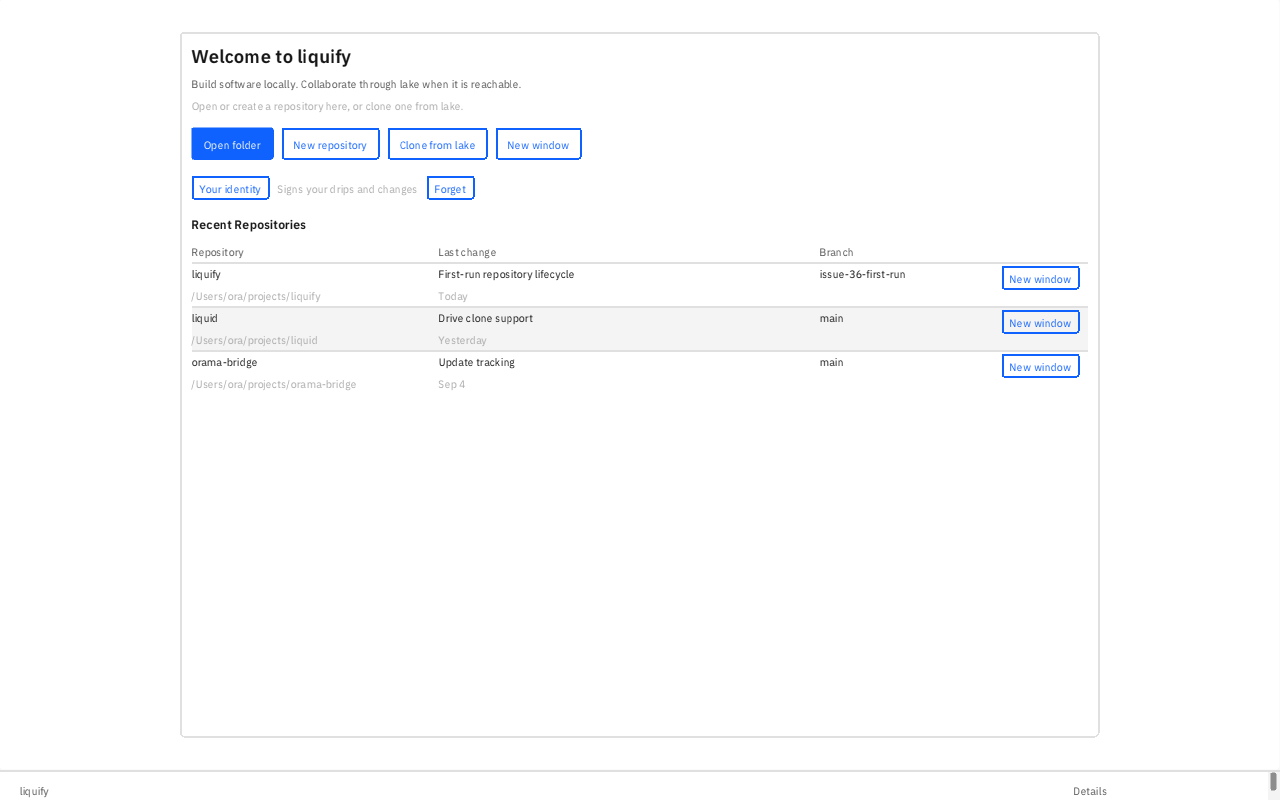 Welcome to liquify
Build software locally. Collaborate through lake when it is reachable.
Open or create a repository here, or clone one from lake.
Open folder New repository Clone from lake New window
Your identity Signs your drips and changes Forget
Recent Repositories
Repository Last change Branch
liquify First-run repository lifecycle issue-36-first-run New window
/Users/ora/projects/liquify Today
liquid Drive clone support main New window
/Users/ora/projects/liquid Yesterday
orama-bridge Update tracking main New window
/Users/ora/projects/orama-bridge Sep 4
liquify Details